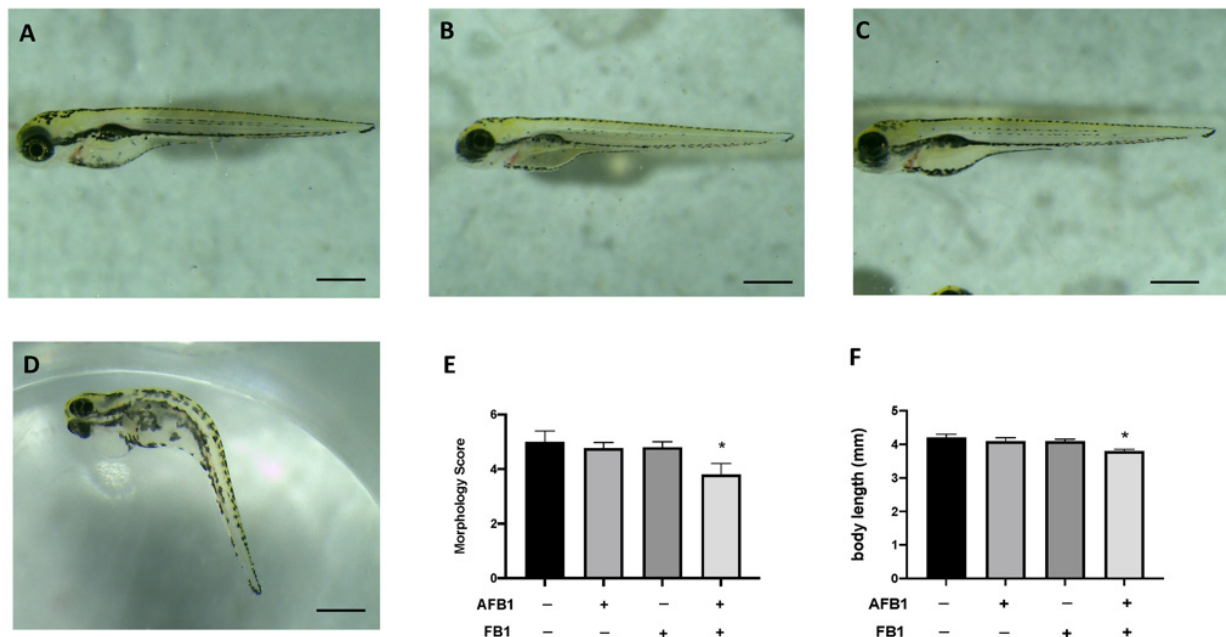 A
B
C
D
E
F
Morphology Score
6
4
2
0
AFB1 − + − +
FB1 − − + +
*
body length (mm)
5
4
3
2
1
0
AFB1 − + − +
FB1 − − + +
*